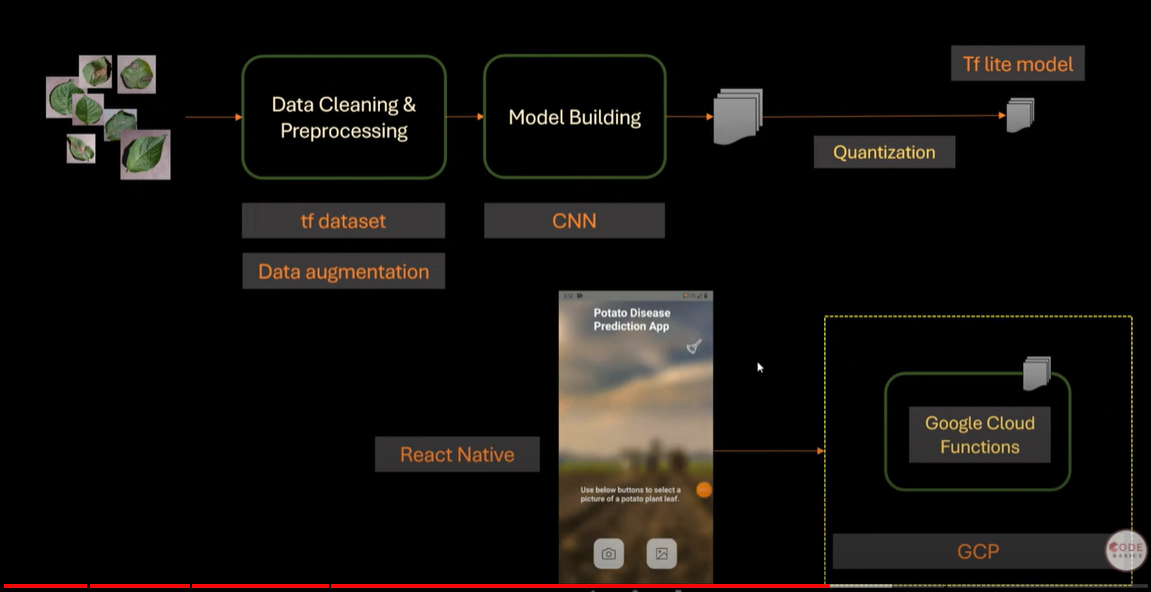 Tf lite model
Data Cleaning &
Preprocessing
Model Building
Quantization
tf dataset
CNN
Data augmentation
Potato Disease
Prediction App
React Native
Google Cloud
Functions
Use below buttons to select a
picture of a potato plant leaf.
GCP
CODE
BASICS